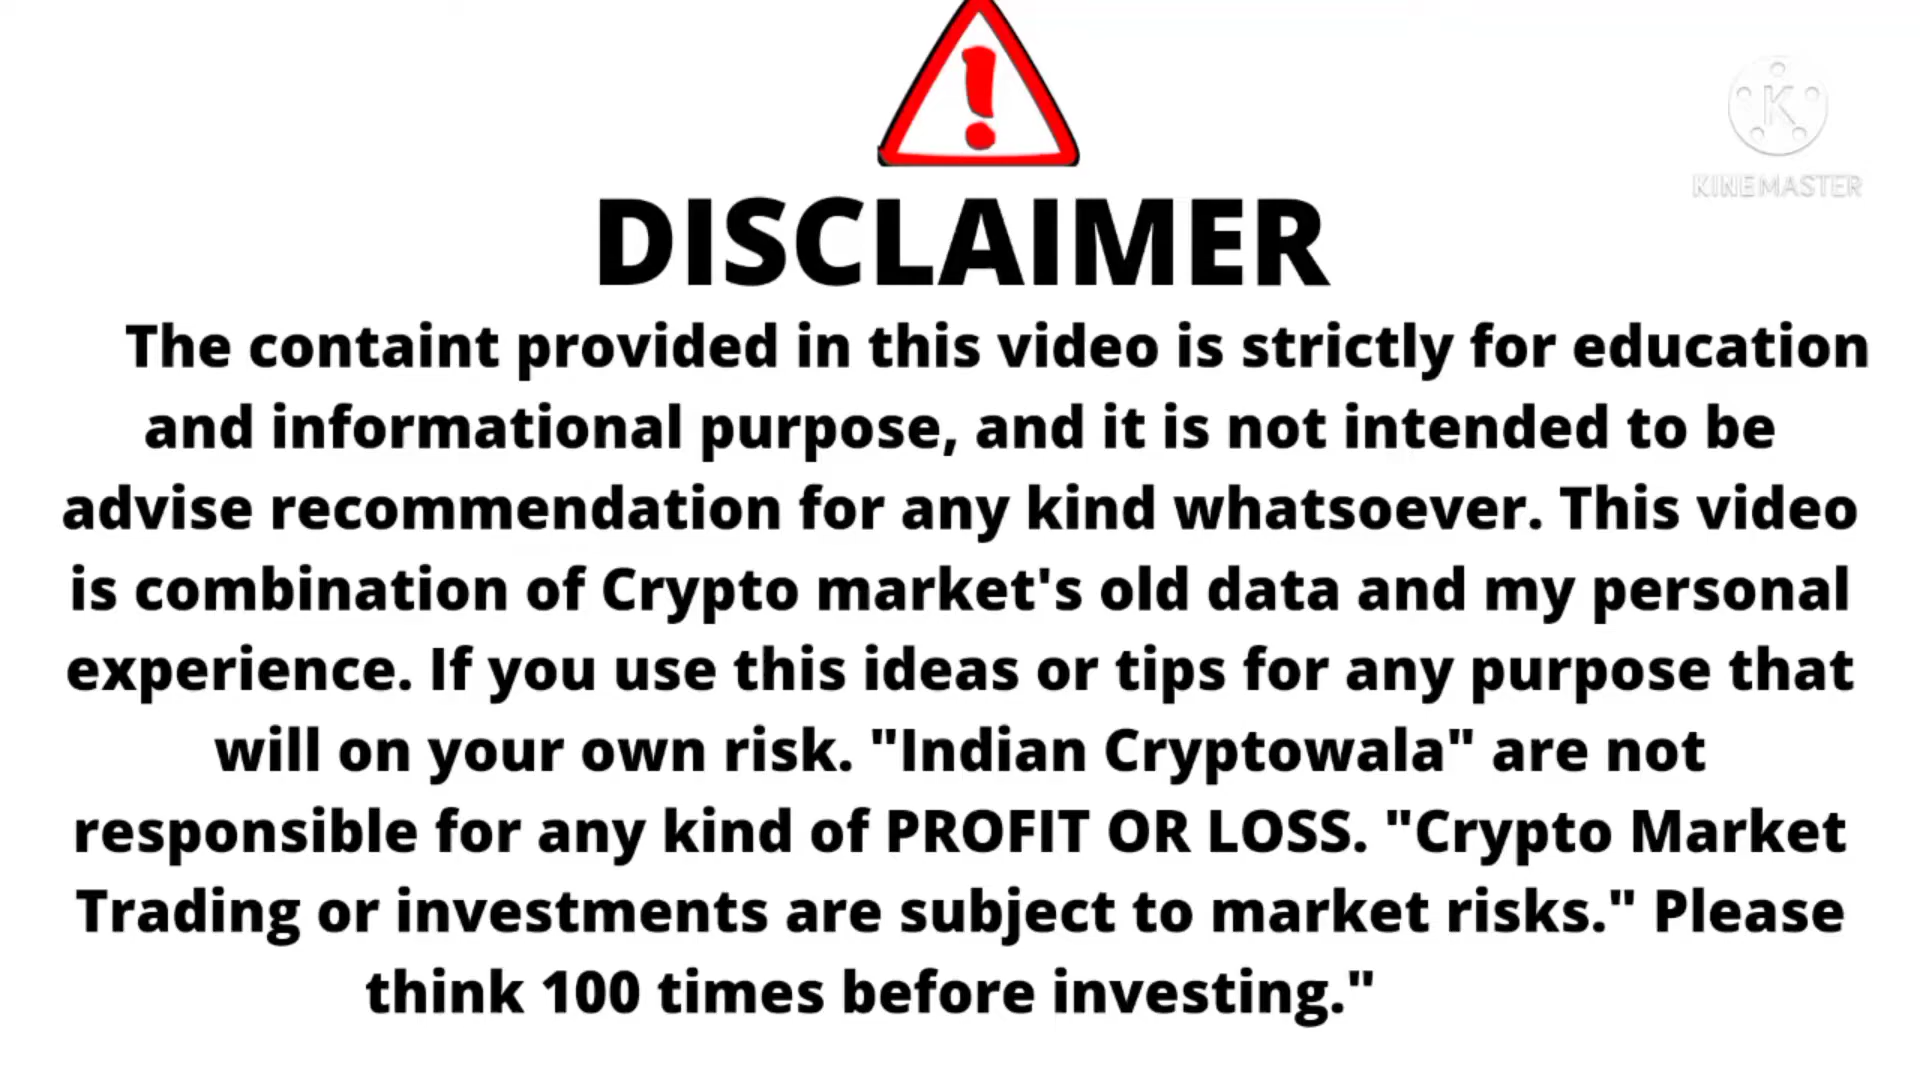 K
KINEMASTER
DISCLAIMER
The containt provided in this video is strictly for education
and informational purpose, and it is not intended to be
advise recommendation for any kind whatsoever. This video
is combination of Crypto market's old data and my personal
experience. If you use this ideas or tips for any purpose that
will on your own risk. "Indian Cryptowala" are not
responsible for any kind of PROFIT OR LOSS. "Crypto Market
Trading or investments are subject to market risks." Please
think 100 times before investing."